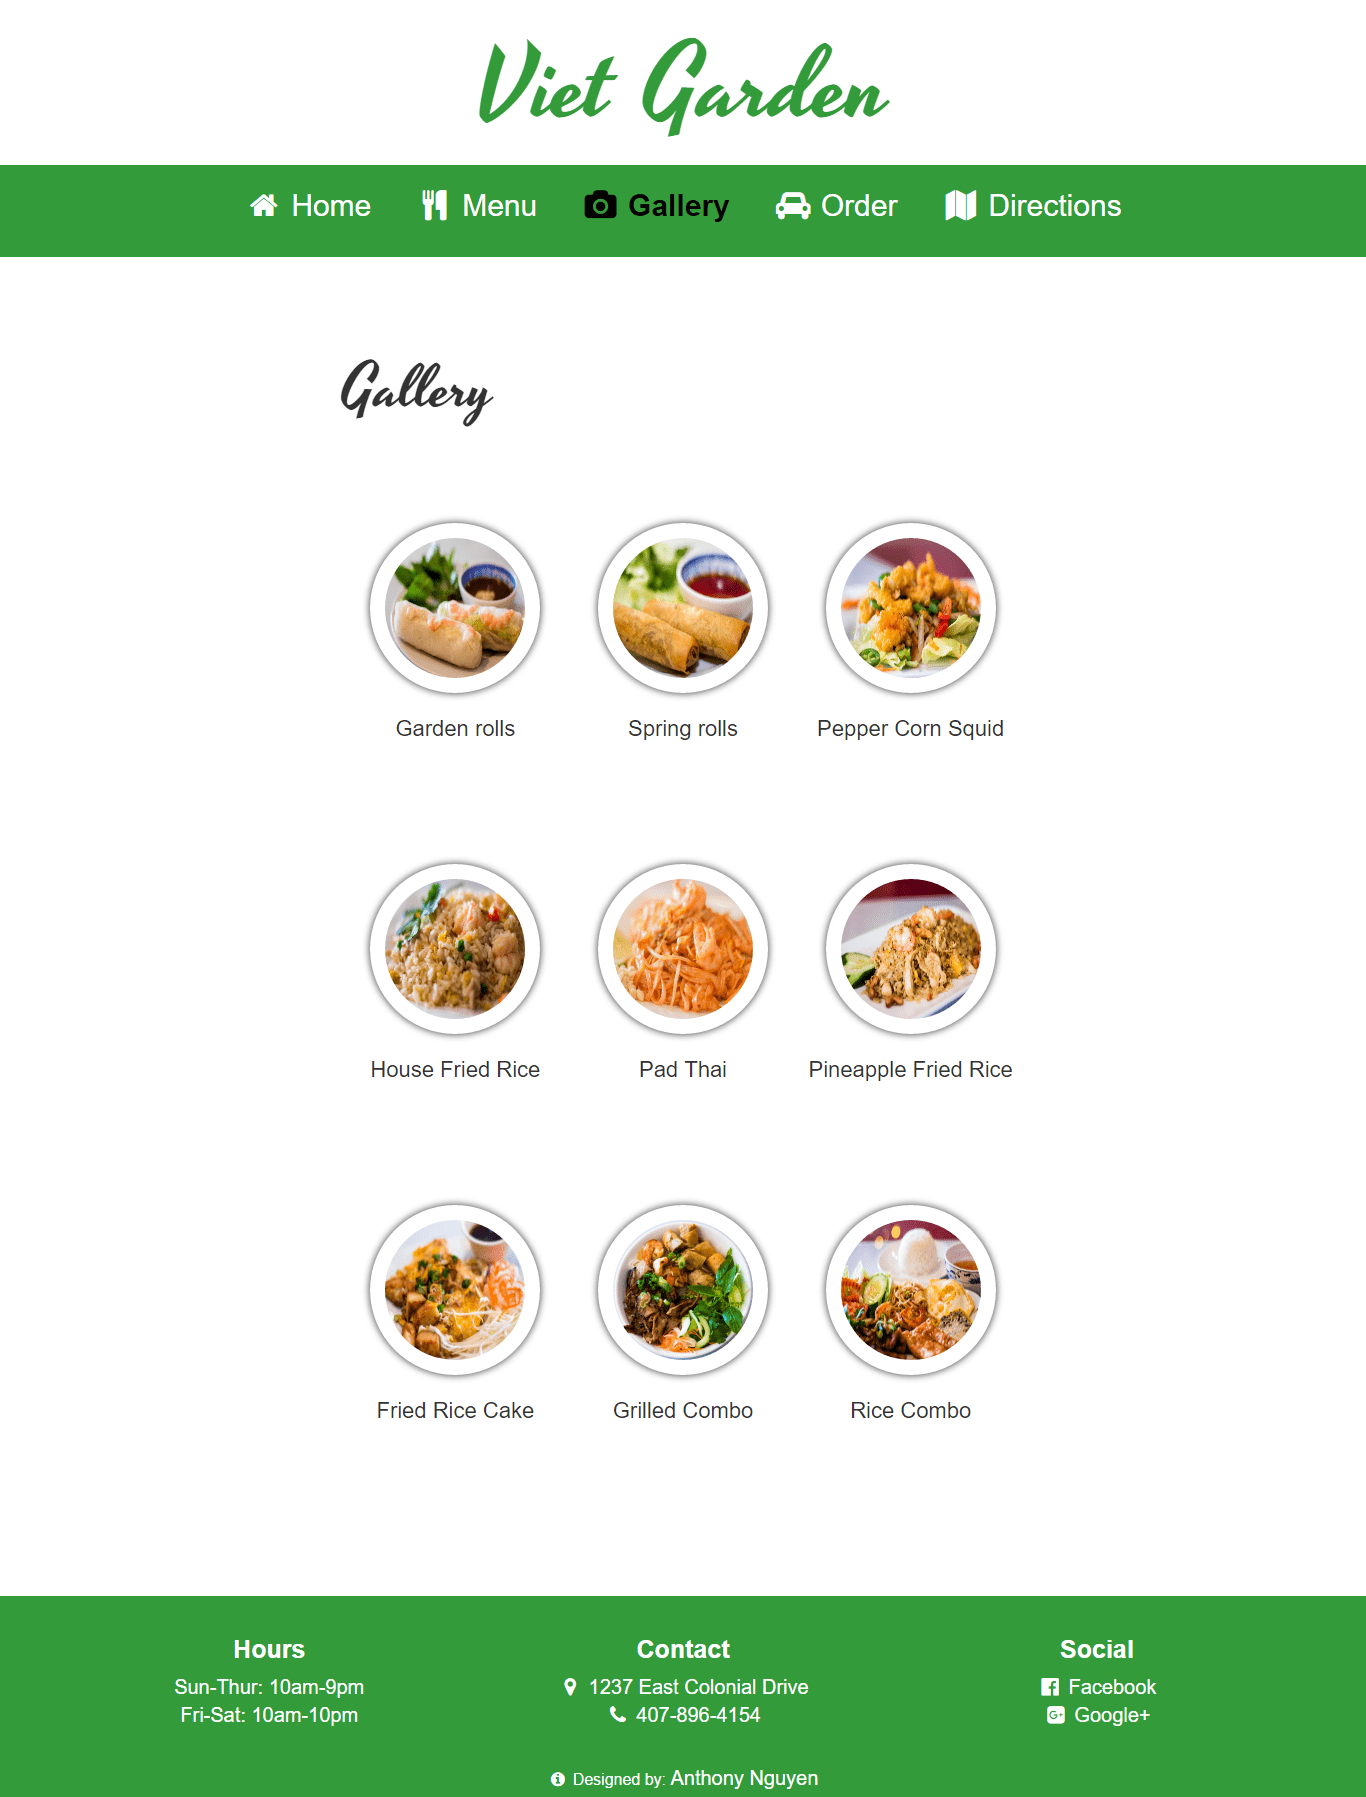 Viet Garden
Home Menu Gallery Order Directions
Gallery
Garden rolls Spring rolls Pepper Corn Squid
House Fried Rice Pad Thai Pineapple Fried Rice
Fried Rice Cake Grilled Combo Rice Combo
Hours
Sun-Thur: 10am-9pm
Fri-Sat: 10am-10pm
Contact
1237 East Colonial Drive
407-896-4154
Social
Facebook
Google+
Designed by: Anthony Nguyen